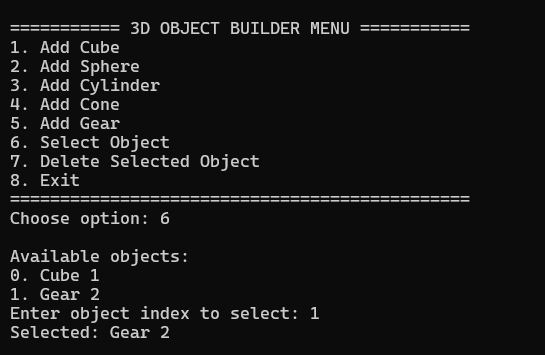 =========== 3D OBJECT BUILDER MENU ===========
1. Add Cube
2. Add Sphere
3. Add Cylinder
4. Add Cone
5. Add Gear
6. Select Object
7. Delete Selected Object
8. Exit
==============================================
Choose option: 6
Available objects:
0. Cube 1
1. Gear 2
Enter object index to select: 1
Selected: Gear 2